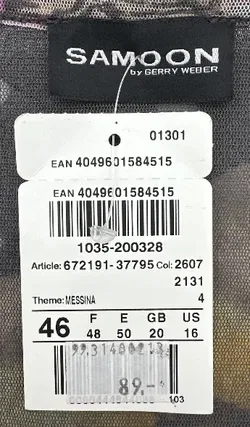 SAMOON
by GERRY WEBER
01301
EAN 4049601584515
EAN 4049601584515
1035-200328
Article: 672191-37795 Col: 2607
2131
Theme: MESSINA 4
46 F E GB US
48 50 20 16
89.-
103